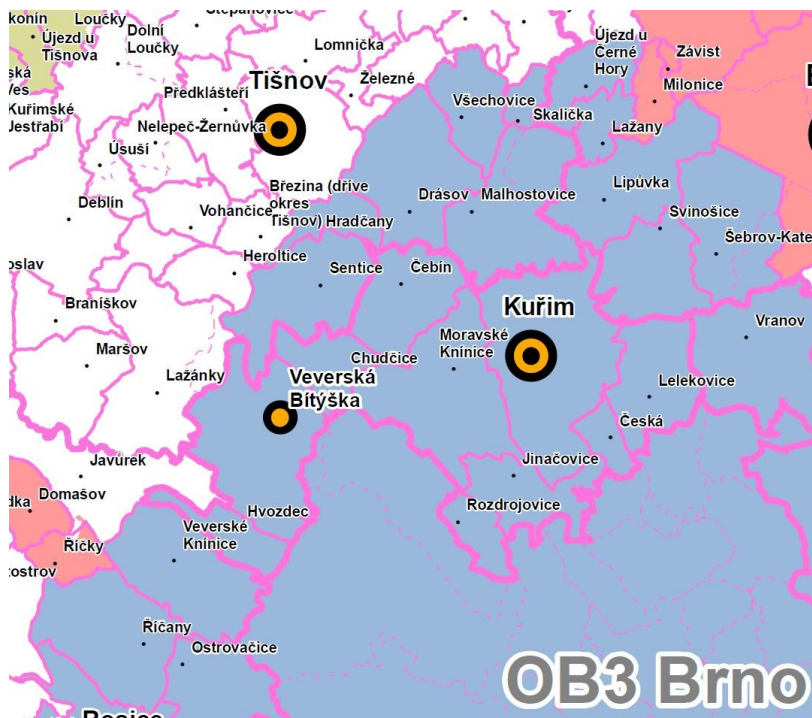 Újezd u
Tišnova
Loučky
Dolní
Loučky
Lomnička
Tišnov
Železné
Předklášteří
Kuřimské
Jestřabí
Nelepeč-Žernůvka
Úsuší
Deblín
Vohančice
Březina (dříve
okres
Tišnov)
Hradčany
Heroltice
Všechovice
Skalička
Újezd u
Černé
Hory
Závist
Milonice
Lažany
Drásov
Malhostovice
Lipůvka
Svinošice
Šebrov-Kate
Sentice
Čebín
Kuřim
Moravské
Knínice
Vranov
Braníškov
Maršov
Lažánky
Chudčice
Veverská
Bítýška
Lelekovice
Česká
Javůrek
Domašov
Jinačovice
Rozdrojovice
Hvozdec
Veverské
Knínice
Říčky
Říčany
Ostrovačice
OB3 Brno